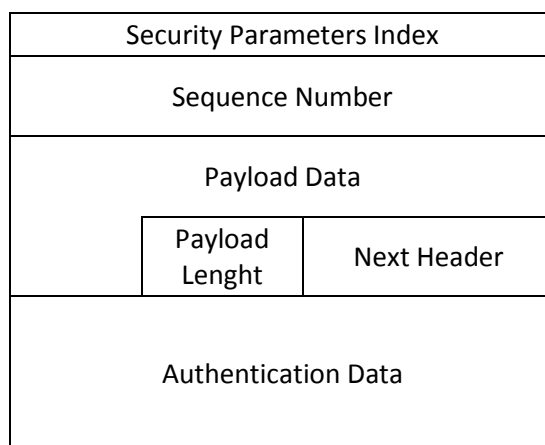 Security Parameters Index
Sequence Number
Payload Data
Payload
Lenght
Next Header
Authentication Data